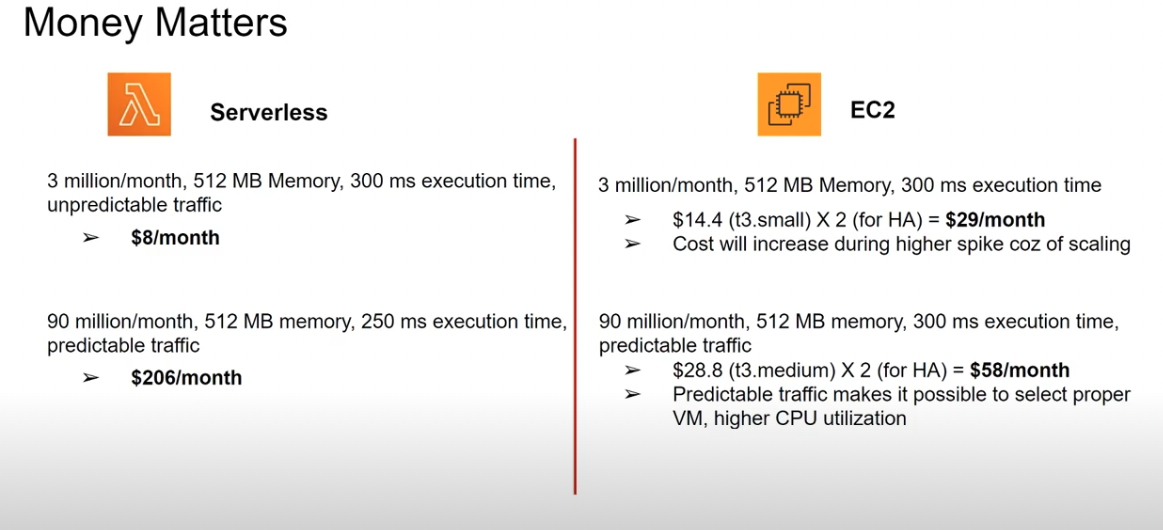 Money Matters
Serverless
3 million/month, 512 MB Memory, 300 ms execution time,
unpredictable traffic
➢ $8/month
90 million/month, 512 MB memory, 250 ms execution time,
predictable traffic
➢ $206/month
EC2
3 million/month, 512 MB Memory, 300 ms execution time
➢ $14.4 (t3.small) X 2 (for HA) = $29/month
➢ Cost will increase during higher spike coz of scaling
90 million/month, 512 MB memory, 300 ms execution time,
predictable traffic
➢ $28.8 (t3.medium) X 2 (for HA) = $58/month
➢ Predictable traffic makes it possible to select proper
VM, higher CPU utilization